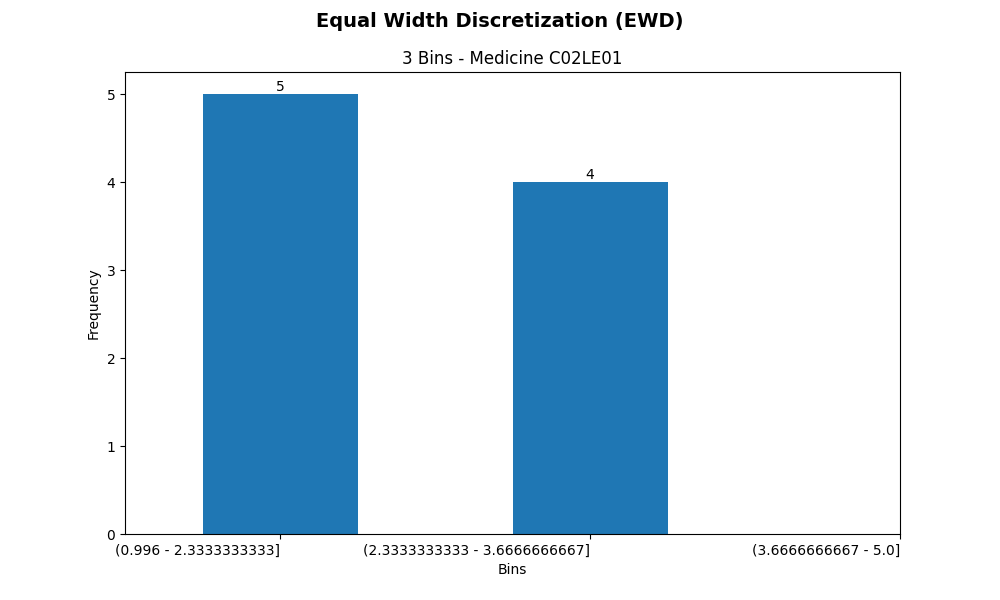 Equal Width Discretization (EWD)
3 Bins - Medicine C02LE01
5
5
4
4
3
2
1
0
Frequency
(0.996 - 2.3333333333]
(2.3333333333 - 3.6666666667]
(3.6666666667 - 5.0]
Bins